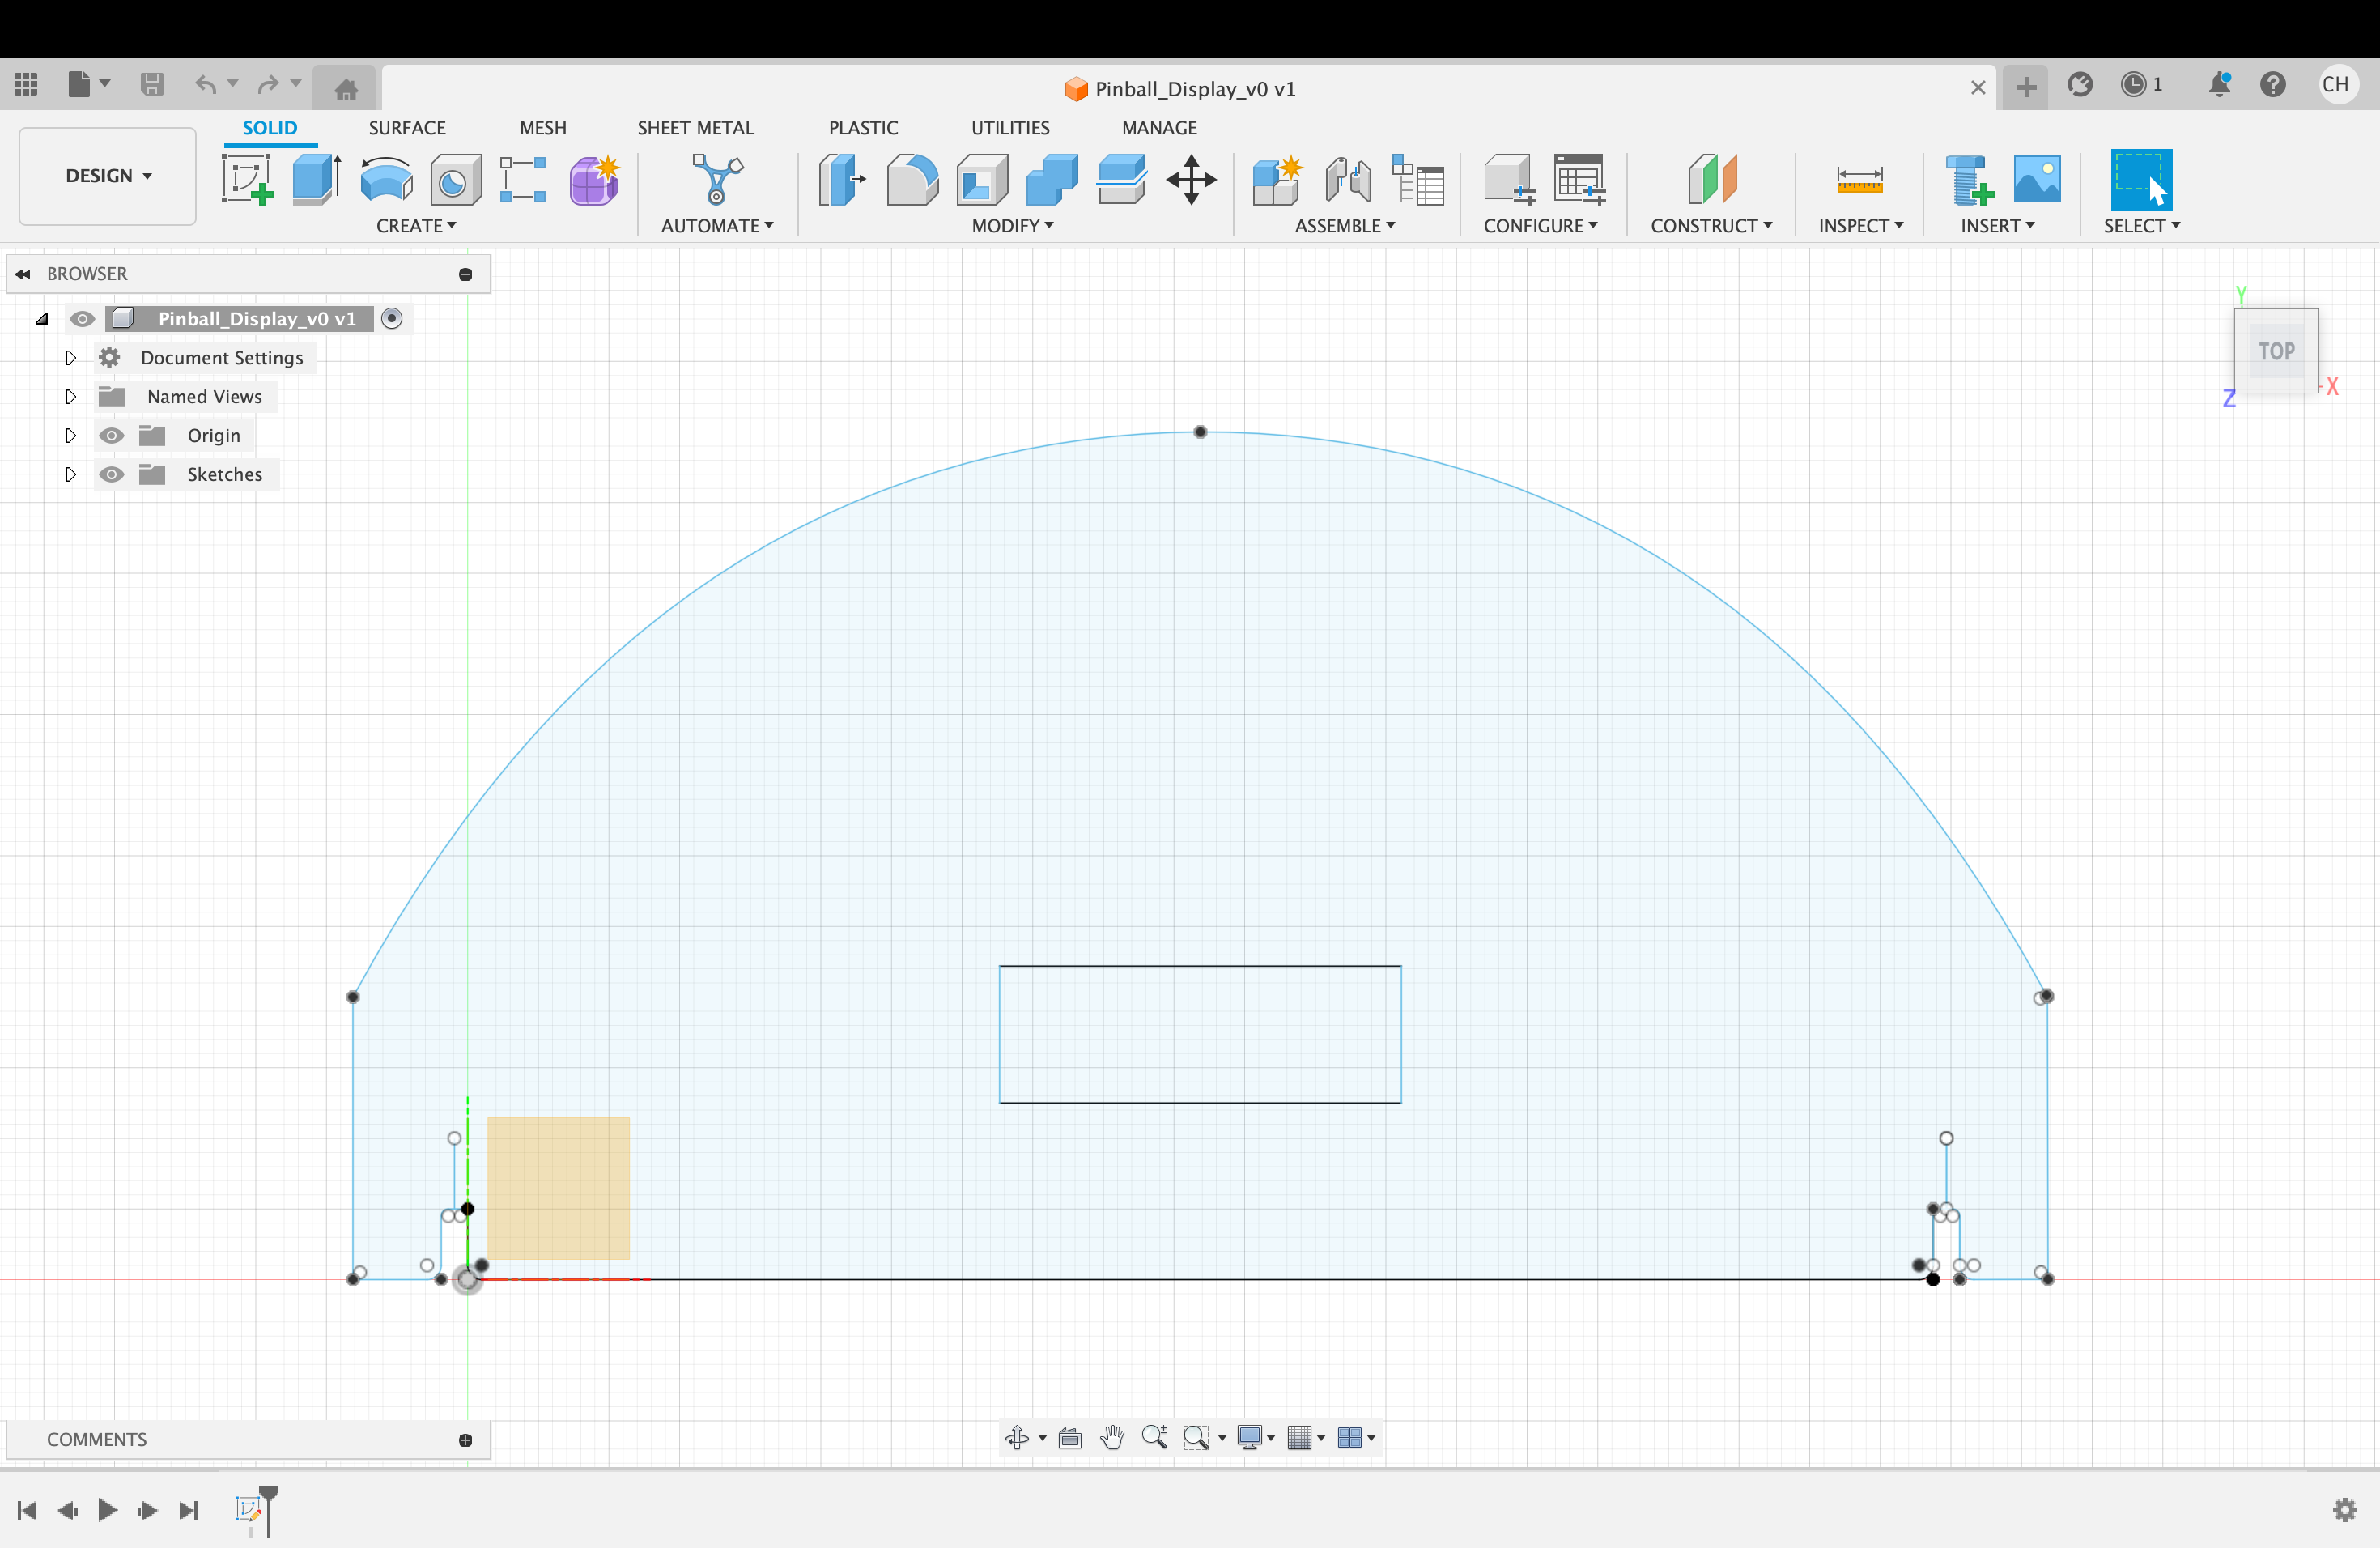 Pinball_Display_v0 v1
1
CH
DESIGN
SOLID
SURFACE
MESH
SHEET METAL
PLASTIC
UTILITIES
MANAGE
CREATE
AUTOMATE
MODIFY
ASSEMBLE
CONFIGURE
CONSTRUCT
INSPECT
INSERT
SELECT
BROWSER
Pinball_Display_v0 v1
Document Settings
Named Views
Origin
Sketches
Y
TOP
X
Z
COMMENTS